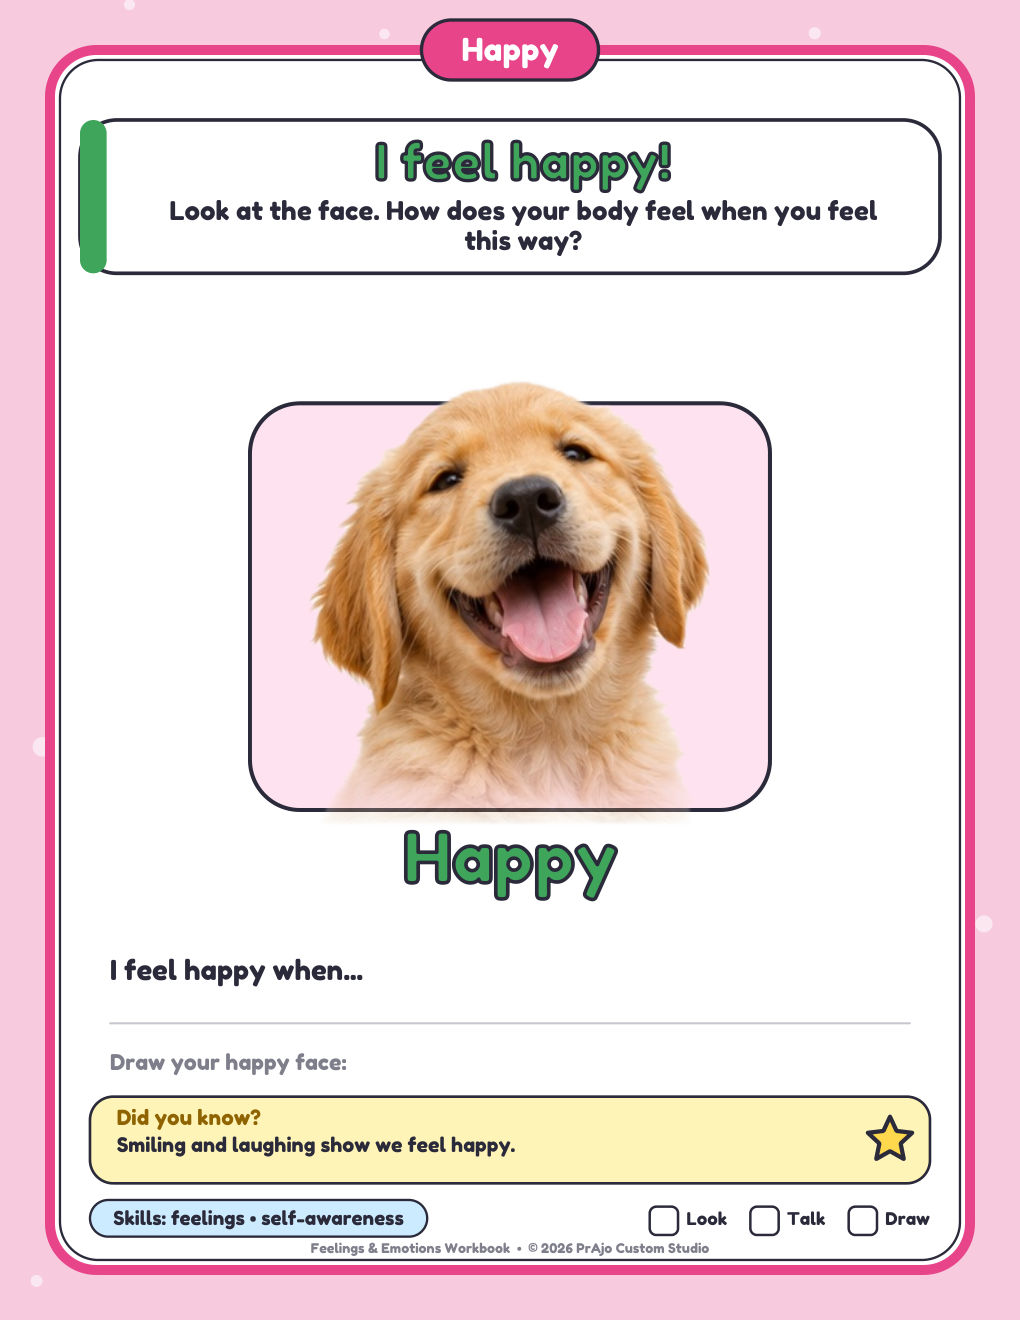 Happy
I feel happy!
Look at the face. How does your body feel when you feel
this way?
Happy
I feel happy when...
Draw your happy face:
Did you know?
Smiling and laughing show we feel happy.
Skills: feelings • self-awareness
Look
Talk
Draw
Feelings & Emotions Workbook • © 2026 PrAjo Custom Studio